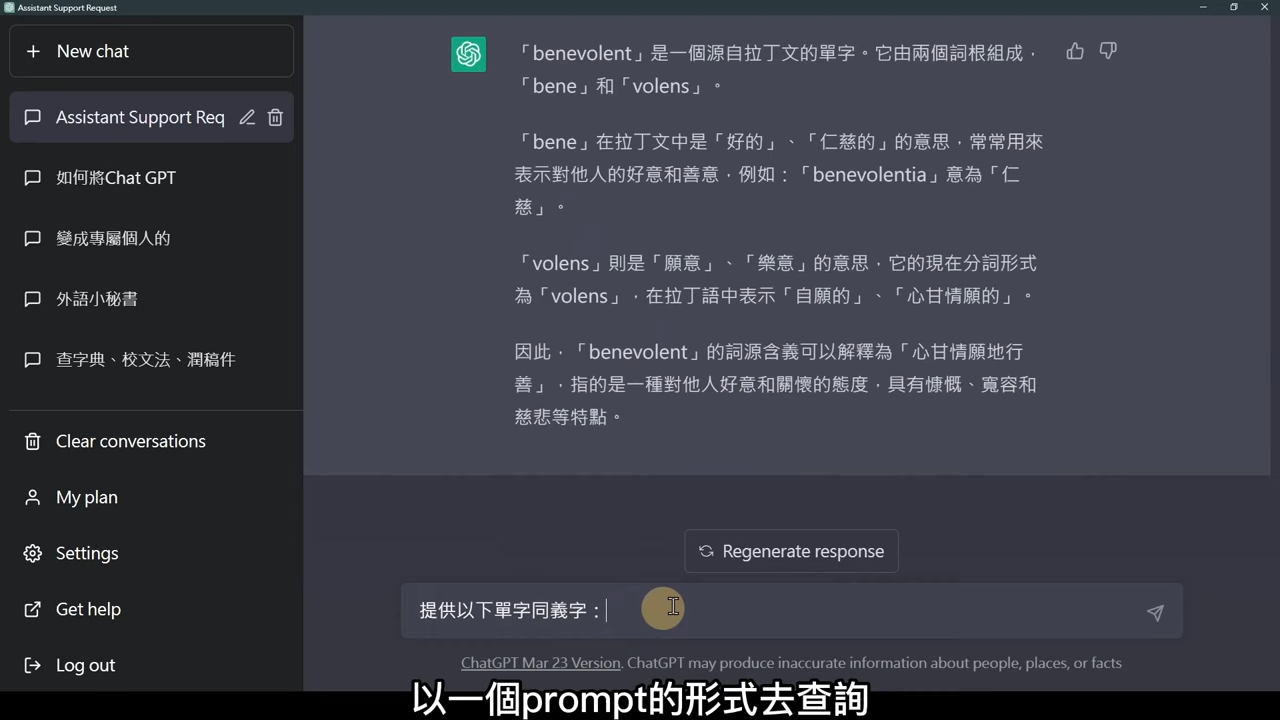 Assistant Support Request
New chat
Assistant Support Req
如何將Chat GPT
變成專屬個人的
外語小秘書
查字典、校文法、潤稿件
Clear conversations
My plan
Settings
Get help
Log out
「benevolent」是一個源自拉丁文的單字。它由兩個詞根組成，
「bene」和「volens」。
「bene」在拉丁文中是「好的」、「仁慈的」的意思，常常用來
表示對他人的好意和善意，例如：「benevolentia」意為「仁
慈」。
「volens」則是「願意」、「樂意」的意思，它的現在分詞形式
為「volens」，在拉丁語中表示「自願的」、「心甘情願的」。
因此，「benevolent」的詞源含義可以解釋為「心甘情願地行
善」，指的是一種對他人好意和關懷的態度，具有慷慨、寬容和
慈悲等特點。
Regenerate response
提供以下單字同義字：
ChatGPT Mar 23 Version. ChatGPT may produce inaccurate information about people, places, or facts
以一個prompt的形式去查詢